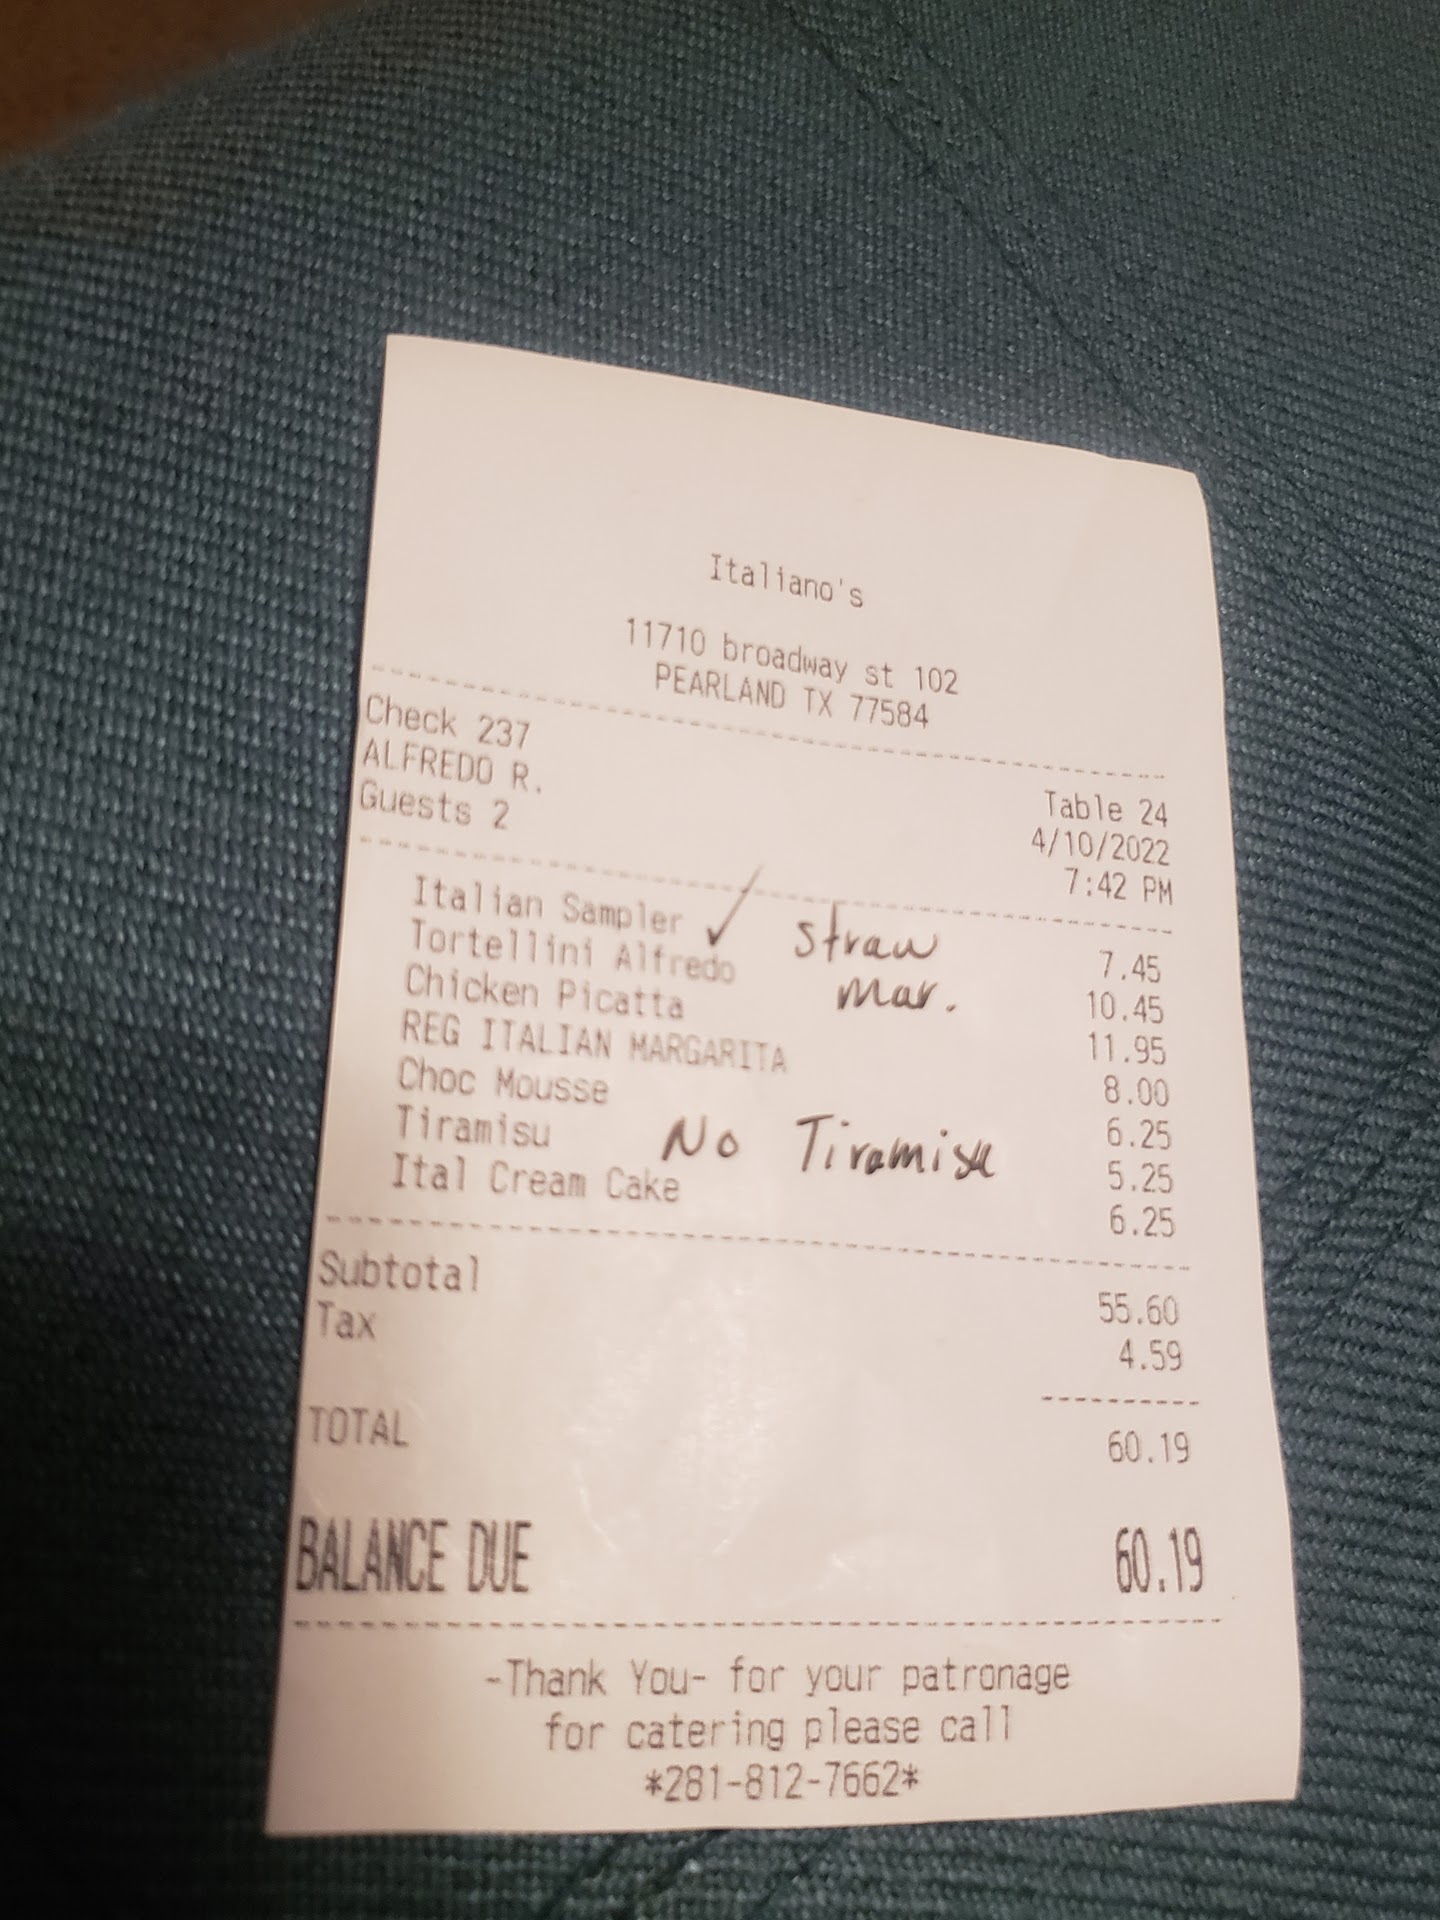 Italiano's
11710 broadway st 102
PEARLAND TX 77584
Check 237
ALFREDO R.
Guests 2
Table 24
4/10/2022
7:42 PM
Italian Sampler ✓ 7.45
Straw
Tortellini Alfredo 10.45
Mar.
Chicken Picatta 11.95
REG ITALIAN MARGARITA 8.00
Choc Mousse 6.25
Tiramisu No Tiramisu 5.25
Ital Cream Cake 6.25
Subtotal 55.60
Tax 4.59
TOTAL 60.19
BALANCE DUE 60.19
-Thank You- for your patronage
for catering please call
*281-812-7662*